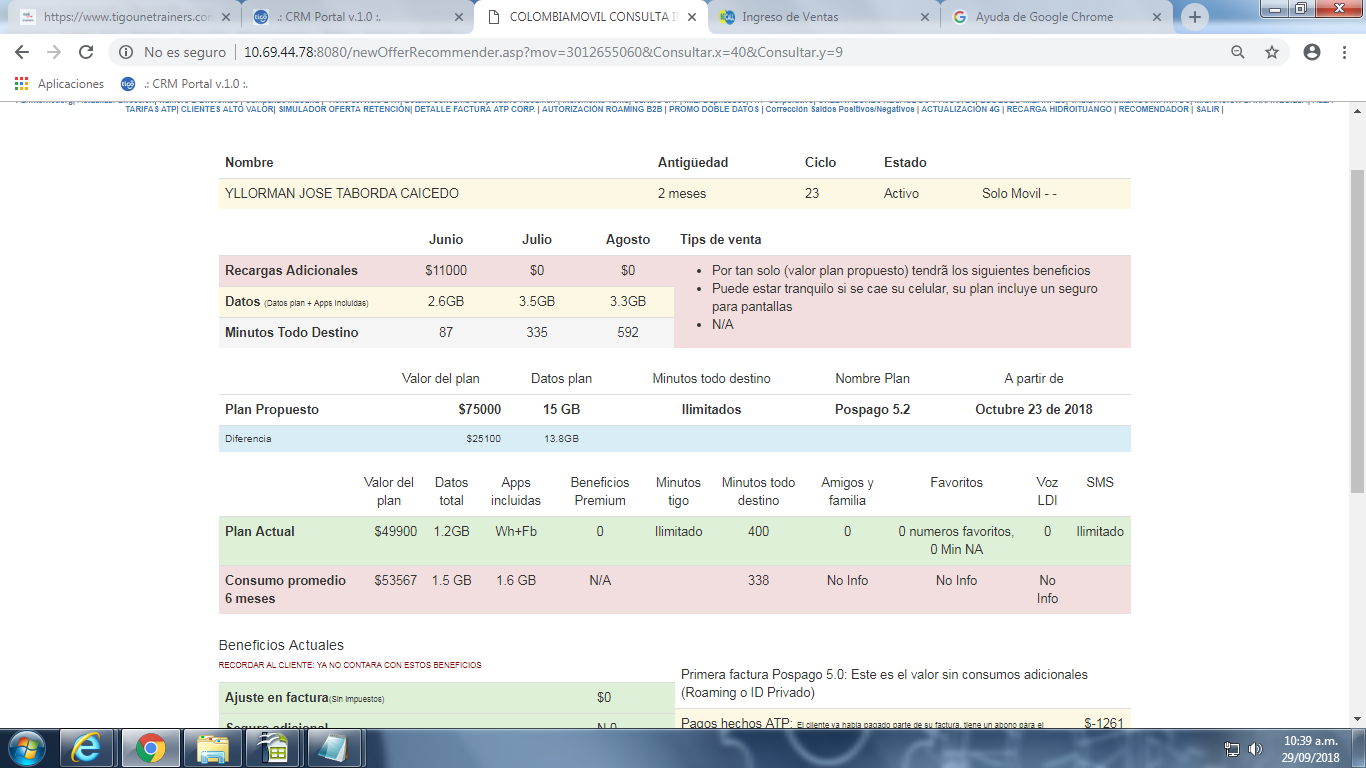 https://www.tigounetrainers.com
.: CRM Portal v.1.0 :.
COLOMBIAMOVIL CONSULTA I
Ingreso de Ventas
Ayuda de Google Chrome
No es seguro | 10.69.44.78:8080/newOfferRecommender.asp?mov=3012655060&Consultar.x=40&Consultar.y=9
Aplicaciones .: CRM Portal v.1.0 :.
TARIFAS ATP| CLIENTES ALTO VALOR| SIMULADOR OFERTA RETENCIÓN| DETALLE FACTURA ATP CORP. | AUTORIZACIÓN ROAMING B2B | PROMO DOBLE DATOS | Corrección Saldos Positivos/Negativos | ACTUALIZACIÓN 4G | RECARGA HIDROITUANGO | RECOMENDADOR | SALIR |
Nombre Antigüedad Ciclo Estado
YLLORMAN JOSE TABORDA CAICEDO 2 meses 23 Activo Solo Movil - -
Junio Julio Agosto Tips de venta
Recargas Adicionales $11000 $0 $0
Datos (Datos plan + Apps Incluidas) 2.6GB 3.5GB 3.3GB
Minutos Todo Destino 87 335 592
• Por tan solo (valor plan propuesto) tendrã los siguientes beneficios
• Puede estar tranquilo si se cae su celular, su plan incluye un seguro
para pantallas
• N/A
Valor del plan Datos plan Minutos todo destino Nombre Plan A partir de
Plan Propuesto $75000 15 GB Ilimitados Pospago 5.2 Octubre 23 de 2018
Diferencia $25100 13.8GB
Valor del Datos Apps Beneficios Minutos Minutos todo Amigos y Favoritos Voz SMS
plan total incluidas Premium tigo destino familia LDI
Plan Actual $49900 1.2GB Wh+Fb 0 Ilimitado 400 0 0 numeros favoritos, 0 Ilimitado
0 Min NA
Consumo promedio $53567 1.5 GB 1.6 GB N/A 338 No Info No Info No
6 meses Info
Beneficios Actuales
RECORDAR AL CLIENTE: YA NO CONTARA CON ESTOS BENEFICIOS
Ajuste en factura(Sin Impuestos) $0
Seguro adicional N 0
Primera factura Pospago 5.0: Este es el valor sin consumos adicionales
(Roaming o ID Privado)
Pagos hechos ATP: El cliente ya habia pagado parte de su factura, tiene un abono para el $-1261
10:39 a.m.
29/09/2018